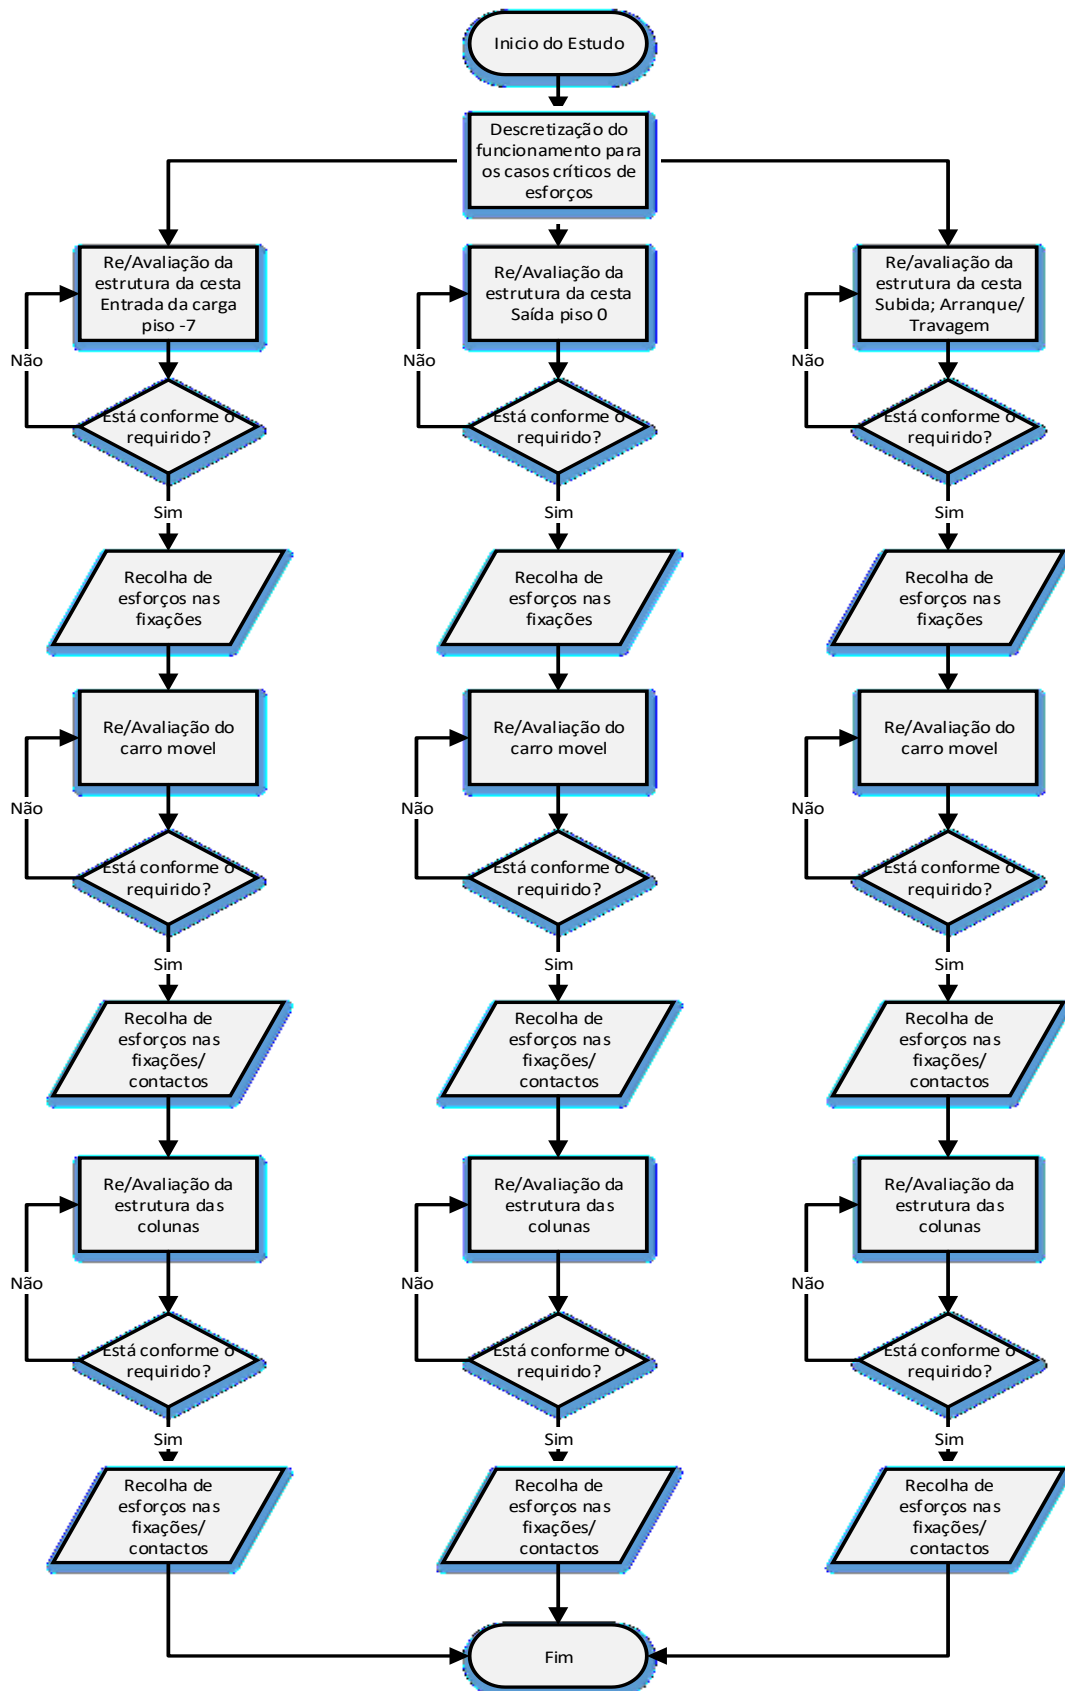 Inicio do Estudo
Descretização do
funcionamento para
os casos críticos de
esforços
Re/Avaliação da
estrutura da cesta
Entrada da carga
piso -7
Re/Avaliação da
estrutura da cesta
Saída piso 0
Re/avaliação da
estrutura da cesta
Subida; Arranque/
Travagem
Não
Não
Não
Está conforme o
requirido?
Está conforme o
requirido?
Está conforme o
requirido?
Sim
Sim
Sim
Recolha de
esforços nas
fixações
Recolha de
esforços nas
fixações
Recolha de
esforços nas
fixações
Re/Avaliação do
carro movel
Re/Avaliação do
carro movel
Re/Avaliação do
carro movel
Não
Não
Não
Está conforme o
requirido?
Está conforme o
requirido?
Está conforme o
requirido?
Sim
Sim
Sim
Recolha de
esforços nas
fixações/
contactos
Recolha de
esforços nas
fixações/
contactos
Recolha de
esforços nas
fixações/
contactos
Re/Avaliação da
estrutura das
colunas
Re/Avaliação da
estrutura das
colunas
Re/Avaliação da
estrutura das
colunas
Não
Não
Não
Está conforme o
requirido?
Está conforme o
requirido?
Está conforme o
requirido?
Sim
Sim
Sim
Recolha de
esforços nas
fixações/
contactos
Recolha de
esforços nas
fixações/
contactos
Recolha de
esforços nas
fixações/
contactos
Fim